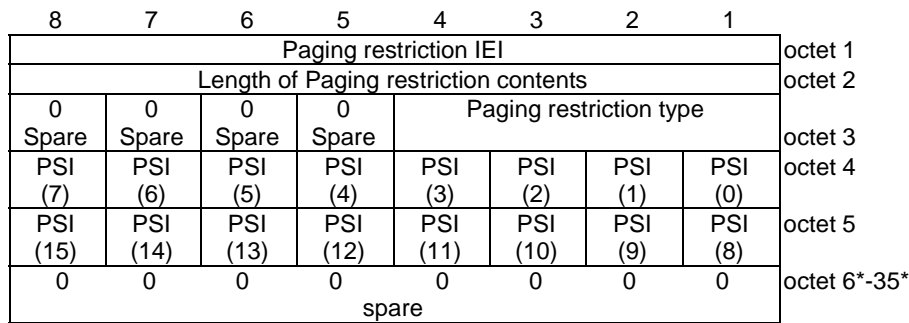 8 7 6 5 4 3 2 1
Paging restriction IEI octet 1
Length of Paging restriction contents octet 2
0 0 0 0 Paging restriction type
Spare Spare Spare Spare octet 3
PSI PSI PSI PSI PSI PSI PSI PSI octet 4
(7) (6) (5) (4) (3) (2) (1) (0)
PSI PSI PSI PSI PSI PSI PSI PSI octet 5
(15) (14) (13) (12) (11) (10) (9) (8)
0 0 0 0 0 0 0 0 octet 6*-35*
spare